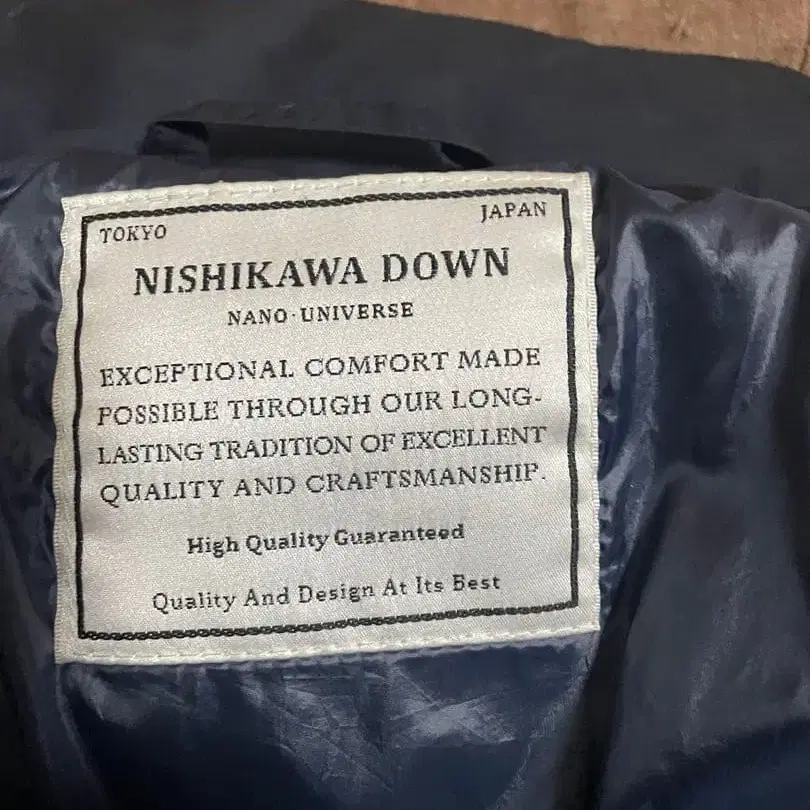 TOKYO JAPAN
NISHIKAWA DOWN
NANO·UNIVERSE
EXCEPTIONAL COMFORT MADE
POSSIBLE THROUGH OUR LONG-
LASTING TRADITION OF EXCELLENT
QUALITY AND CRAFTSMANSHIP.
High Quality Guaranteed
Quality And Design At Its Best